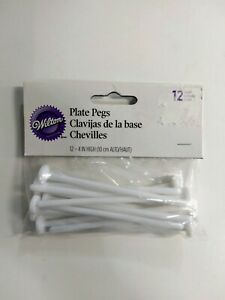 Wilton
Plate Pegs
Clavijas de la base
Chevilles
12 - 4 IN HIGH (10 cm ALTO/HAUT)
12